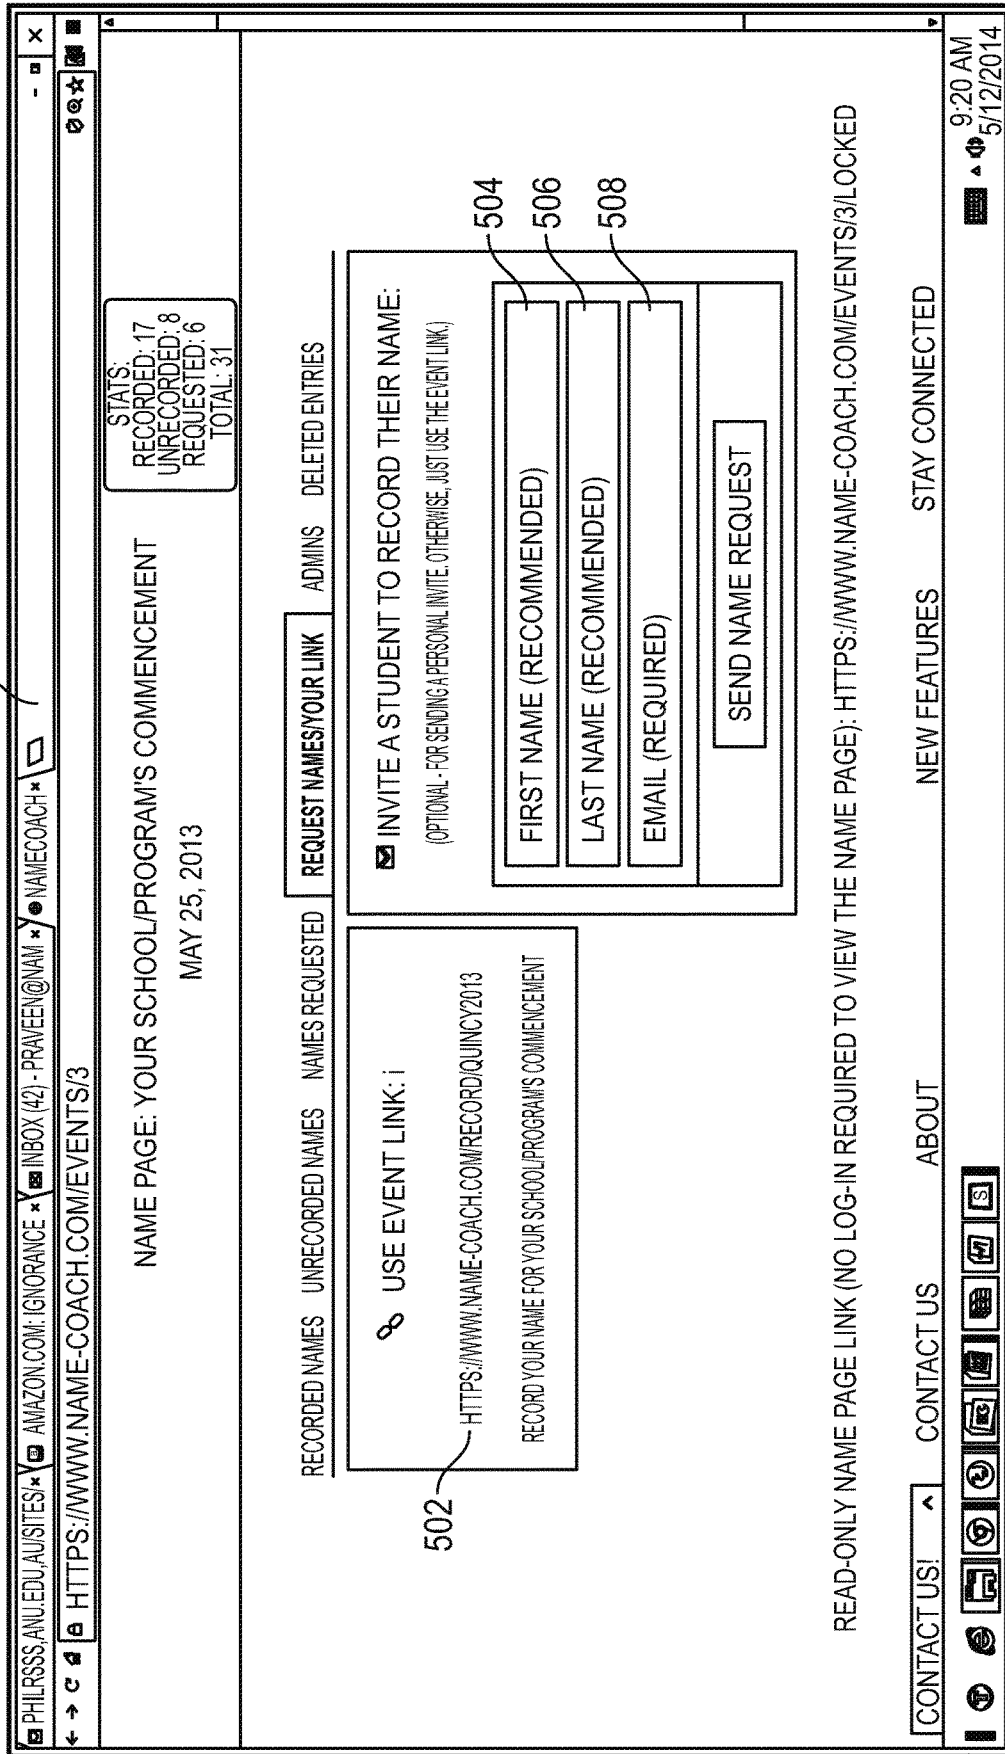 PHILRSSS,ANU.EDU,AU/SITES/ × AMAZON.COM: IGNORANCE × INBOX (42) - PRAVEEN@NAM × NAMECOACH ×
HTTPS://WWW.NAME-COACH.COM/EVENTS/3
NAME PAGE: YOUR SCHOOL/PROGRAM'S COMMENCEMENT
MAY 25, 2013
STATS:
RECORDED: 17
UNRECORDED: 8
REQUESTED: 6
TOTAL: 31
RECORDED NAMES UNRECORDED NAMES NAMES REQUESTED REQUEST NAMES/YOUR LINK ADMINS DELETED ENTRIES
USE EVENT LINK: i
502
HTTPS://WWW.NAME-COACH.COM/RECORD/QUINCY2013
RECORD YOUR NAME FOR YOUR SCHOOL/PROGRAM'S COMMENCEMENT
INVITE A STUDENT TO RECORD THEIR NAME:
(OPTIONAL - FOR SENDING A PERSONAL INVITE. OTHERWISE, JUST USE THE EVENT LINK.)
FIRST NAME (RECOMMENDED)
504
LAST NAME (RECOMMENDED)
506
EMAIL (REQUIRED)
508
SEND NAME REQUEST
READ-ONLY NAME PAGE LINK (NO LOG-IN REQUIRED TO VIEW THE NAME PAGE): HTTPS://WWW.NAME-COACH.COM/EVENTS/3/LOCKED
CONTACT US! CONTACT US ABOUT NEW FEATURES STAY CONNECTED
9:20 AM
5/12/2014